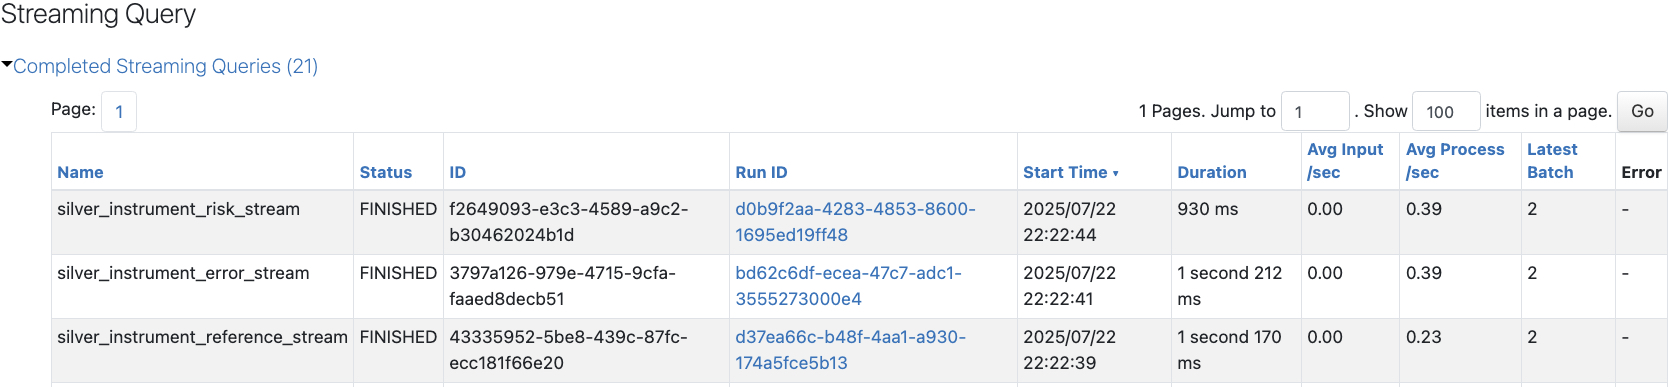 Streaming Query
Completed Streaming Queries (21)
Page: 1
1 Pages. Jump to 1 . Show 100 items in a page. Go
Name Status ID Run ID Start Time ▾ Duration Avg Input /sec Avg Process /sec Latest Batch Error
silver_instrument_risk_stream FINISHED f2649093-e3c3-4589-a9c2-b30462024b1d d0b9f2aa-4283-4853-8600-1695ed19ff48 2025/07/22 22:22:44 930 ms 0.00 0.39 2 -
silver_instrument_error_stream FINISHED 3797a126-979e-4715-9cfa-faaed8decb51 bd62c6df-ecea-47c7-adc1-3555273000e4 2025/07/22 22:22:41 1 second 212 ms 0.00 0.39 2 -
silver_instrument_reference_stream FINISHED 43335952-5be8-439c-87fc-ecc181f66e20 d37ea66c-b48f-4aa1-a930-174a5fce5b13 2025/07/22 22:22:39 1 second 170 ms 0.00 0.23 2 -